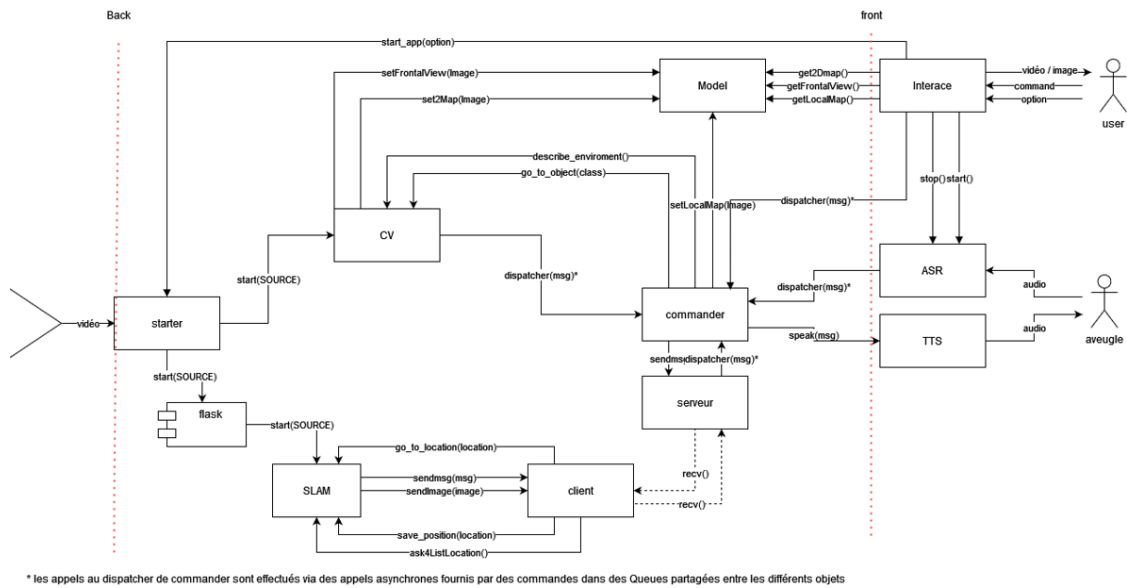 Back
front
start_app(option)
setFrontalView(Image)
set2Map(Image)
Model
get2Dmap()
getFrontalView()
getLocalMap()
Interace
vidéo / image
command
option
user
describe_enviroment()
go_to_object(class)
setLocalMap(Image)
dispatcher(msg)*
stop()
start()
CV
start(SOURCE)
dispatcher(msg)*
ASR
dispatcher(msg)*
audio
vidéo
starter
commander
speak(msg)
TTS
audio
aveugle
start(SOURCE)
dispatcher(msg)*
serveur
flask
start(SOURCE)
go_to_location(location)
SLAM
sendmsg(msg)
sendImage(image)
client
recv()
recv()
save_position(location)
ask4ListLocation()
* les appels au dispatcher de commander sont effectués via des appels asynchrones fournis par des commandes dans des Queues partagées entre les différents objets